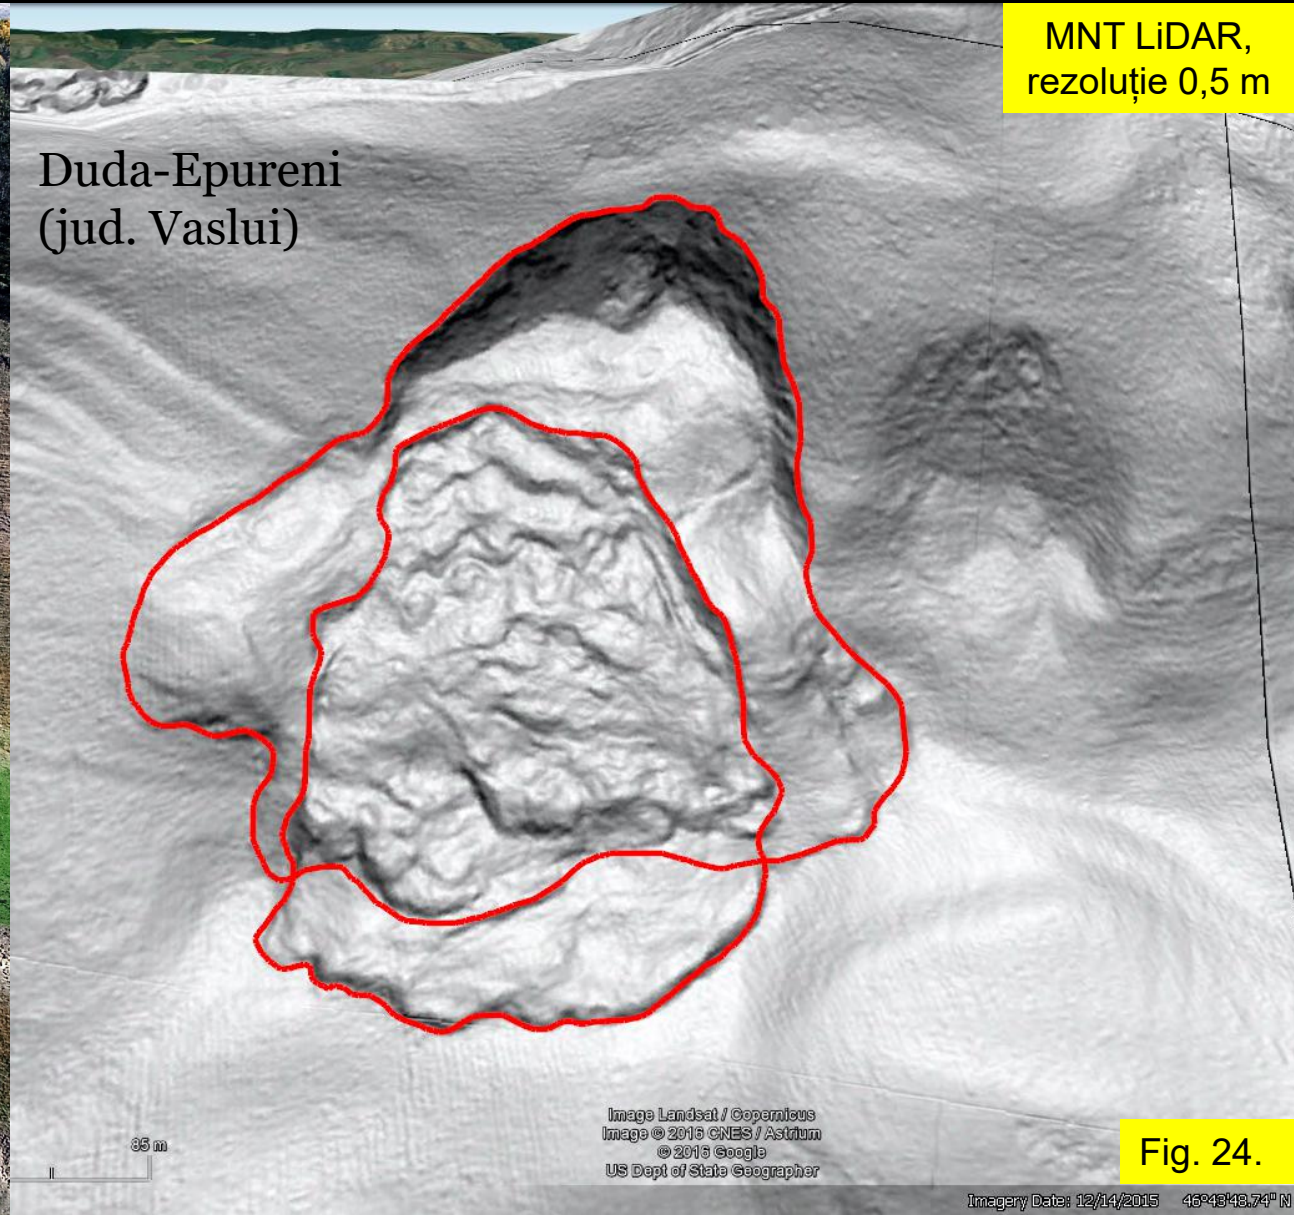 MNT LiDAR,
rezoluție 0,5 m
Duda-Epureni
(jud. Vaslui)
Image Landsat / Copernicus
Image © 2016 CNES / Astrium
© 2016 Google
US Dept of State Geographer
85 m
Fig. 24.
Imagery Date: 12/14/2015 46°43'48.74" N